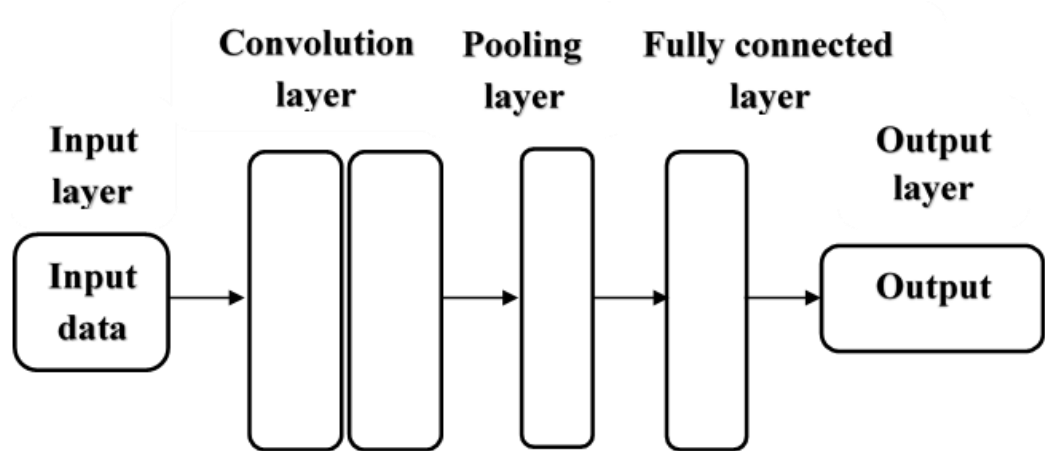 Convolution
layer
Pooling
layer
Fully connected
layer
Input
layer
Output
layer
Input
data
Output